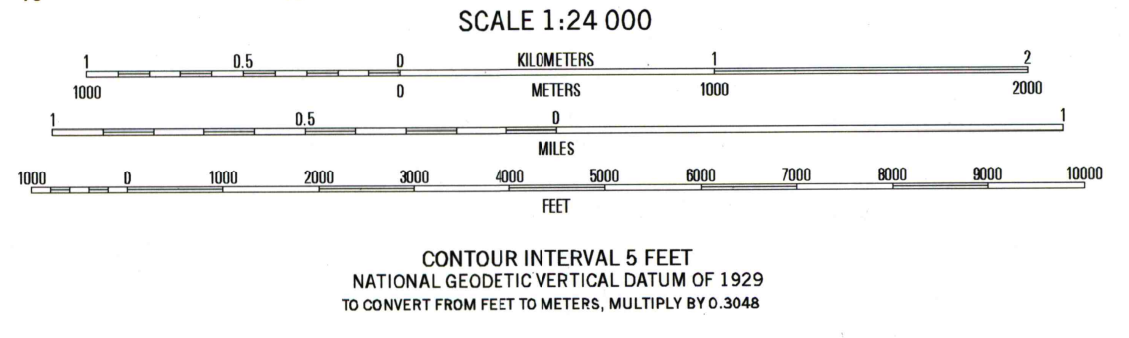 SCALE 1:24 000
1 0.5 0 KILOMETERS 1 2
1000 0 METERS 1000 2000
1 0.5 0 1
MILES
1000 0 1000 2000 3000 4000 5000 6000 7000 8000 9000 10000
FEET
CONTOUR INTERVAL 5 FEET
NATIONAL GEODETIC VERTICAL DATUM OF 1929
TO CONVERT FROM FEET TO METERS, MULTIPLY BY 0.3048